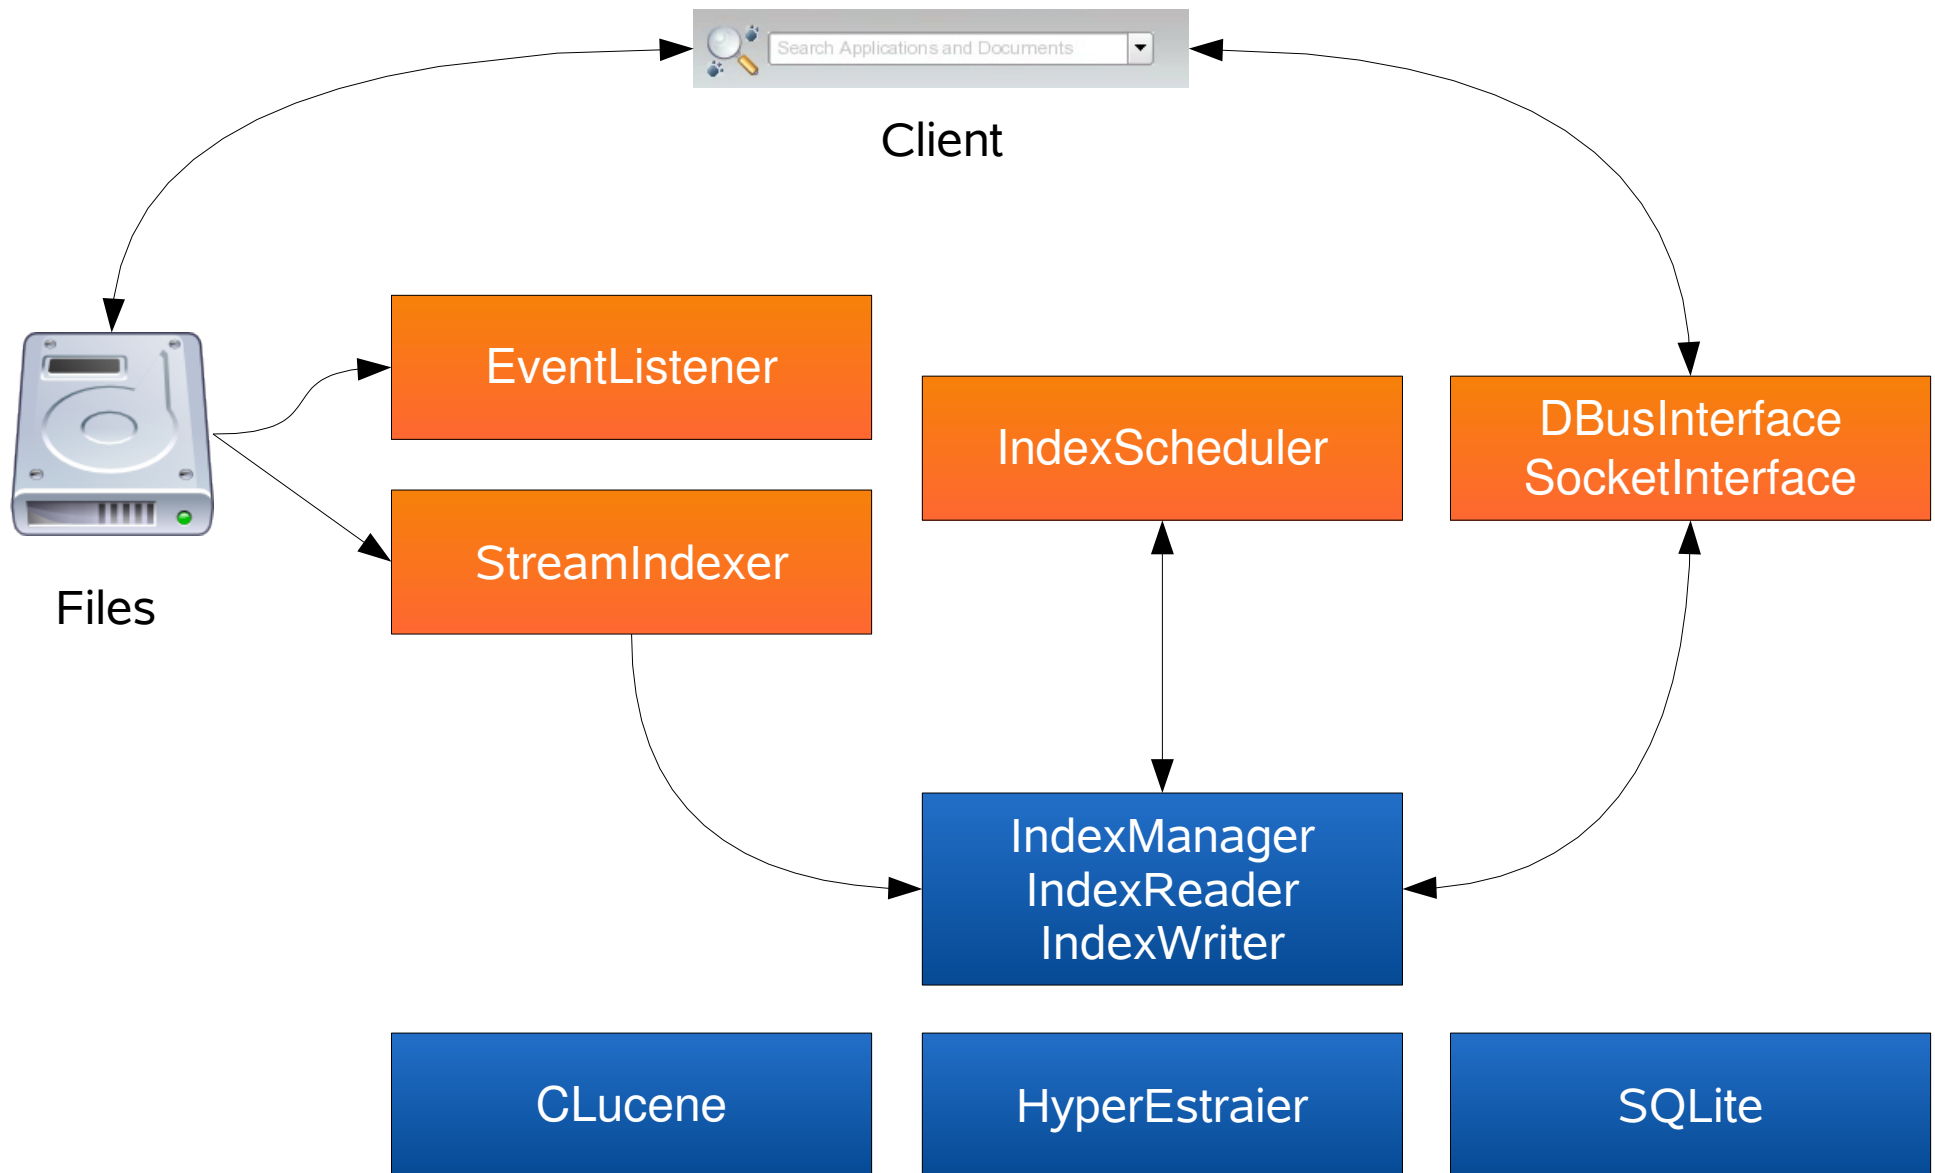 Search Applications and Documents
Client
EventListener
IndexScheduler
DBusInterface
SocketInterface
StreamIndexer
Files
IndexManager
IndexReader
IndexWriter
CLucene
HyperEstraier
SQLite